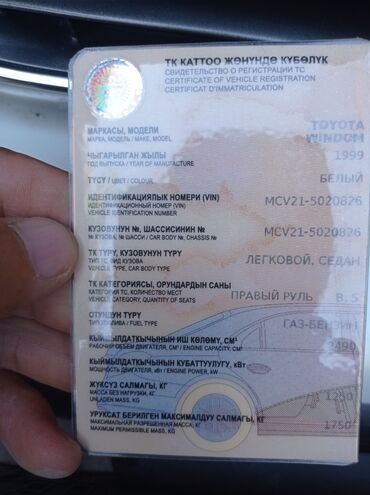 ТК КАТТОО ЖӨНҮНДӨ КҮБӨЛҮК
СВИДЕТЕЛЬСТВО О РЕГИСТРАЦИИ ТС
CERTIFICATE OF VEHICLE REGISTRATION
CERTIFICAT D'IMMATRICULATION
МАРКАСЫ, МОДЕЛИ TOYOTA
МАРКА, МОДЕЛЬ / MAKE, MODEL WINDOM
ЧЫГАРЫЛГАН ЖЫЛЫ 1999
ГОД ВЫПУСКА / YEAR OF MANUFACTURE
ТҮСҮ / ЦВЕТ / COLOUR БЕЛЫЙ
ИДЕНТИФИКАЦИЯЛЫК НОМЕРИ (VIN) MCV21-5020826
ИДЕНТИФИКАЦИОННЫЙ НОМЕР (VIN)
VEHICLE IDENTIFICATION NUMBER
КУЗОВУНУН №, ШАССИСИНИН № MCV21-5020826
№ КУЗОВА, № ШАССИ / CAR BODY №, CHASSIS №
ТК ТҮРҮ, КУЗОВУНУН ТҮРҮ ЛЕГКОВОЙ, СЕДАН
ТИП ТС, ВИД КУЗОВА
VEHICLE TYPE, CAR BODY TYPE
ТК КАТЕГОРИЯСЫ, ОРУНДАРДЫН САНЫ
КАТЕГОРИЯ ТС, КОЛИЧЕСТВО МЕСТ ПРАВЫЙ РУЛЬ B, 5
VEHICLE CATEGORY, QUANTITY OF SEATS
ОТУНДУН ТҮРҮ ГАЗ-БЕНЗИН
ВИД ТОПЛИВА / FUEL TYPE
КЫЙМЫЛДАТКЫЧЫНЫН ИШ КӨЛӨМҮ, СМ³
РАБОЧИЙ ОБЪЕМ ДВИГАТЕЛЯ, СМ³ / ENGINE CAPACITY, CM³ 2490
КЫЙМЫЛДАТКЫЧЫНЫН КУБАТТУУЛУГУ, кВт
МОЩНОСТЬ ДВИГАТЕЛЯ, кВт / ENGINE POWER, kW
ЖҮКСҮЗ САЛМАГЫ, КГ
МАССА БЕЗ НАГРУЗКИ, КГ 1250
UNLADEN MASS, KG
УРУКСАТ БЕРИЛГЕН МАКСИМАЛДУУ САЛМАГЫ, КГ
МАКСИМАЛЬНАЯ РАЗРЕШЕННАЯ МАССА, КГ 1750
MAXIMUM PERMISSIBLE MASS, KG